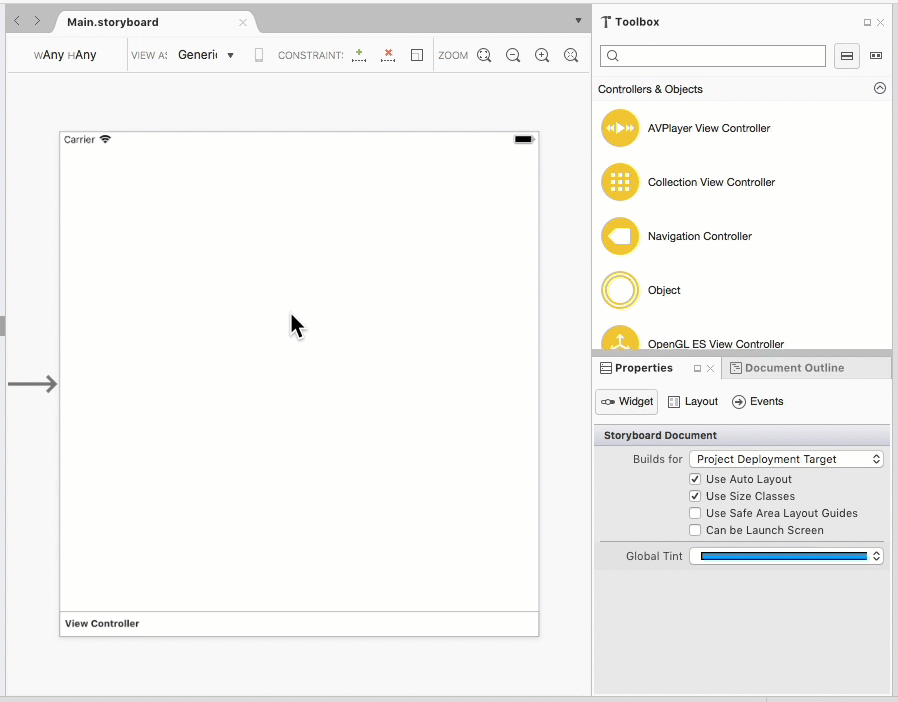 Main.storyboard
wAny hAny
VIEW AS
Generic
CONSTRAINTS:
ZOOM
Carrier
View Controller
Toolbox
Controllers & Objects
AVPlayer View Controller
Collection View Controller
Navigation Controller
Object
OpenGL ES View Controller
Properties
Document Outline
Widget
Layout
Events
Storyboard Document
Builds for Project Deployment Target
Use Auto Layout
Use Size Classes
Use Safe Area Layout Guides
Can be Launch Screen
Global Tint